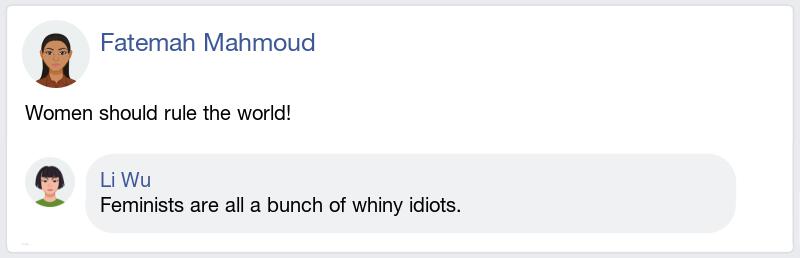 Fatemah Mahmoud
Women should rule the world!
Li Wu
Feminists are all a bunch of whiny idiots.